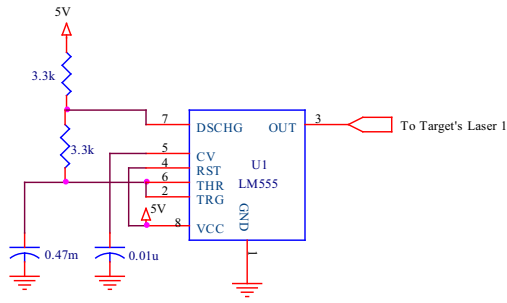 5V
3.3k
7
DSCHG
OUT
3
To Target's Laser 1
3.3k
5
CV
4
RST
U1
6
THR
LM555
2
TRG
5V
8
VCC
GND
1
0.47m
0.01u